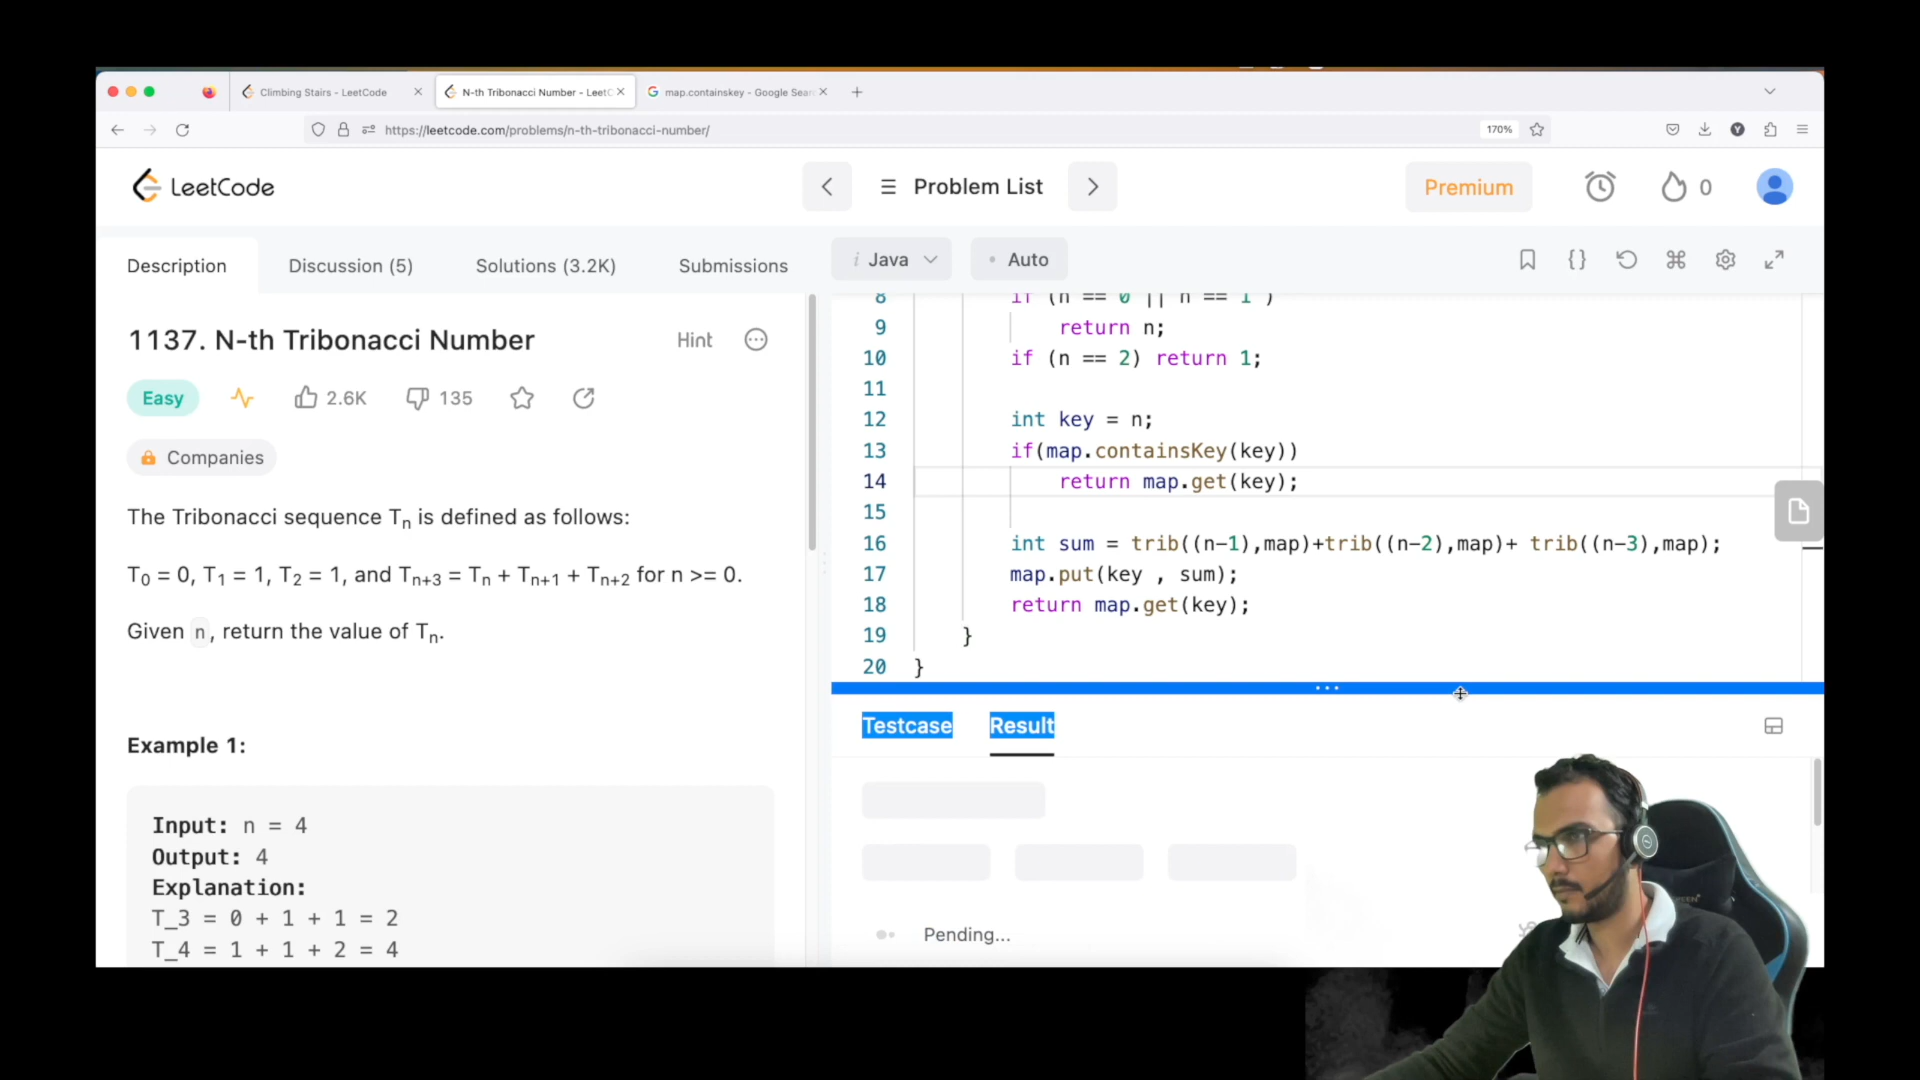 Climbing Stairs - LeetCode
N-th Tribonacci Number - LeetC
map.containskey - Google Sear
https://leetcode.com/problems/n-th-tribonacci-number/
170%
LeetCode
Problem List
Premium
0
Description
Discussion (5)
Solutions (3.2K)
Submissions
i Java
• Auto
1137. N-th Tribonacci Number
Hint
Easy
2.6K
135
Companies
The Tribonacci sequence Tn is defined as follows:
T0 = 0, T1 = 1, T2 = 1, and Tn+3 = Tn + Tn+1 + Tn+2 for n >= 0.
Given n, return the value of Tn.
Example 1:
Input: n = 4
Output: 4
Explanation:
T_3 = 0 + 1 + 1 = 2
T_4 = 1 + 1 + 2 = 4
8 if (n == 0 || n == 1 )
9 return n;
10 if (n == 2) return 1;
11
12 int key = n;
13 if(map.containsKey(key))
14 return map.get(key);
15
16 int sum = trib((n-1),map)+trib((n-2),map)+ trib((n-3),map);
17 map.put(key , sum);
18 return map.get(key);
19 }
20 }
Testcase
Result
Pending...